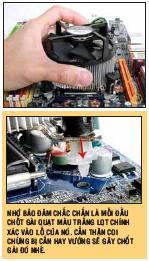 NHỚ BẢO ĐẢM CHẮC CHẮN LÀ MỖI ĐẦU
CHỐT GÀI QUẠT MÀU TRẮNG LỌT CHÍNH
XÁC VÀO LỖ CỦA NÓ. CẨN THẬN COI
CHỪNG BỊ CẤN HAY VƯỚNG SẼ GÃY CHỐT
GÀI ĐÓ NHÉ.